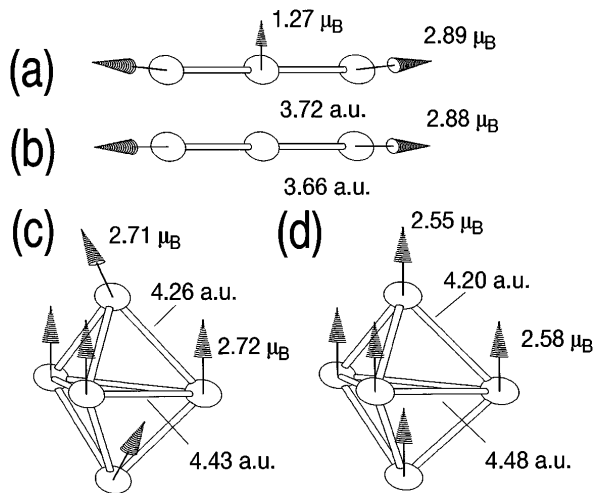 1.27 μB
(a)
2.89 μB
3.72 a.u.
(b)
2.88 μB
3.66 a.u.
(c)
2.71 μB
(d)
2.55 μB
4.26 a.u.
4.20 a.u.
2.72 μB
2.58 μB
4.43 a.u.
4.48 a.u.